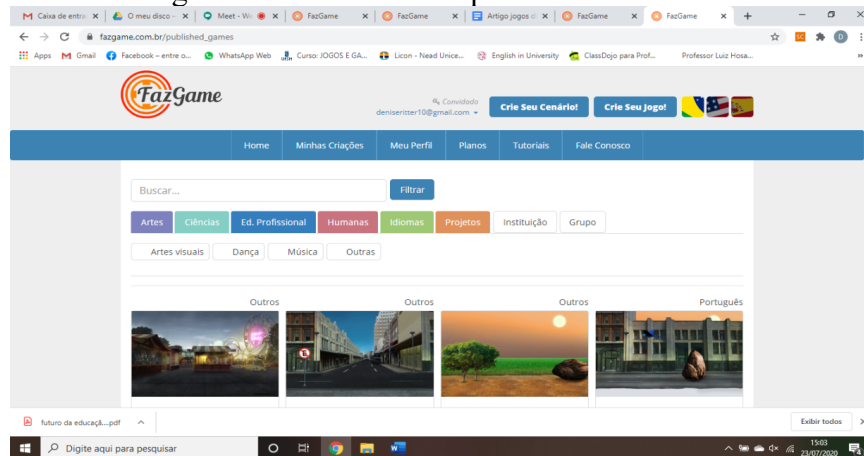 Caixa de entra
O meu disco -
Meet - We
FazGame
FazGame
Artigo jogos di
FazGame
FazGame
fazgame.com.br/published_games
Apps
Gmail
Facebook – entre o...
WhatsApp Web
Curso: JOGOS E GA...
Licon - Nead Unice...
English in University
ClassDojo para Prof...
Professor Luiz Hosa...
FazGame
Convidado
deniseritter10@gmail.com
Crie Seu Cenário!
Crie Seu Jogo!
Home
Minhas Criações
Meu Perfil
Planos
Tutoriais
Fale Conosco
Buscar...
Filtrar
Artes
Ciências
Ed. Profissional
Humanas
Idiomas
Projetos
Instituição
Grupo
Artes visuais
Dança
Música
Outras
Outros
Outros
Outros
Português
futuro da educaçã....pdf
Exibir todos
Digite aqui para pesquisar
15:03
23/07/2020